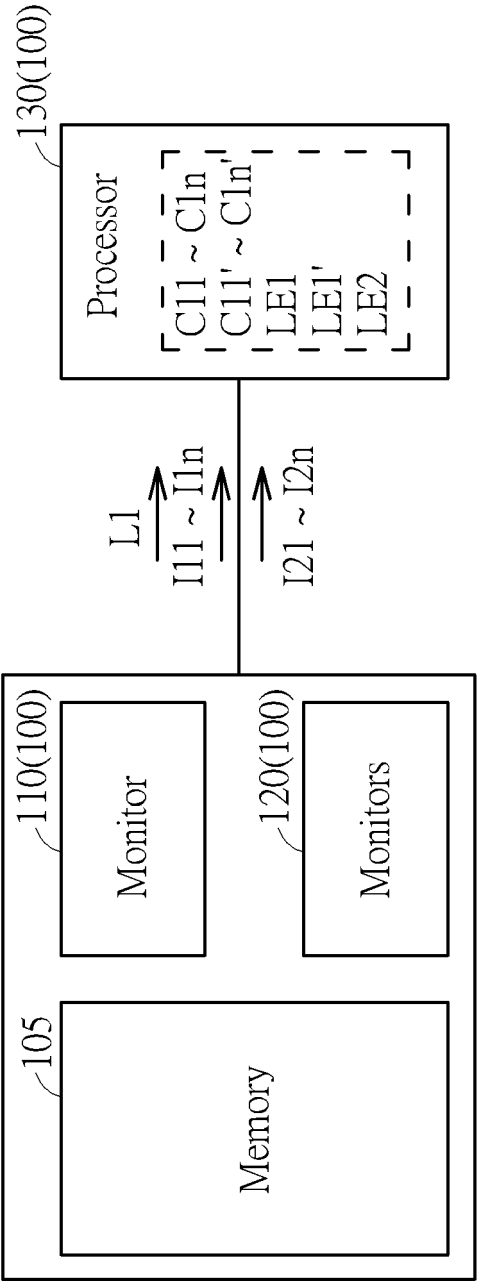 105
Memory
110(100)
Monitor
120(100)
Monitors
L1
I11 ~ I1n
I21 ~ I2n
130(100)
Processor
C11 ~ C1n
C11' ~ C1n'
LE1
LE1'
LE2